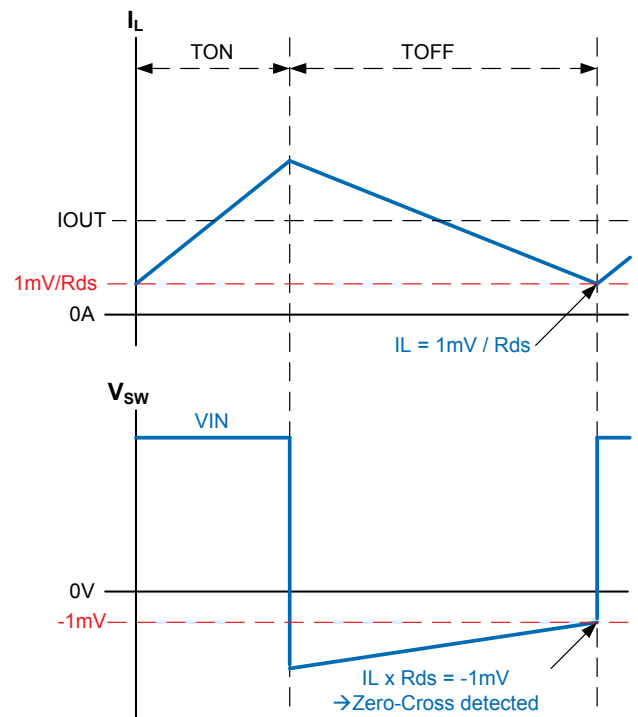 IL
TON
TOFF
IOUT
1mV/Rds
0A
IL = 1mV / Rds
VSW
VIN
0V
-1mV
IL x Rds = -1mV
→Zero-Cross detected